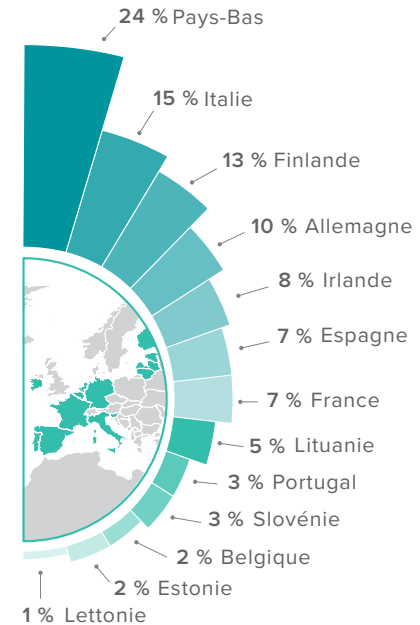 24 % Pays-Bas
15 % Italie
13 % Finlande
10 % Allemagne
8 % Irlande
7 % Espagne
7 % France
5 % Lituanie
3 % Portugal
3 % Slovénie
2 % Belgique
2 % Estonie
1 % Lettonie